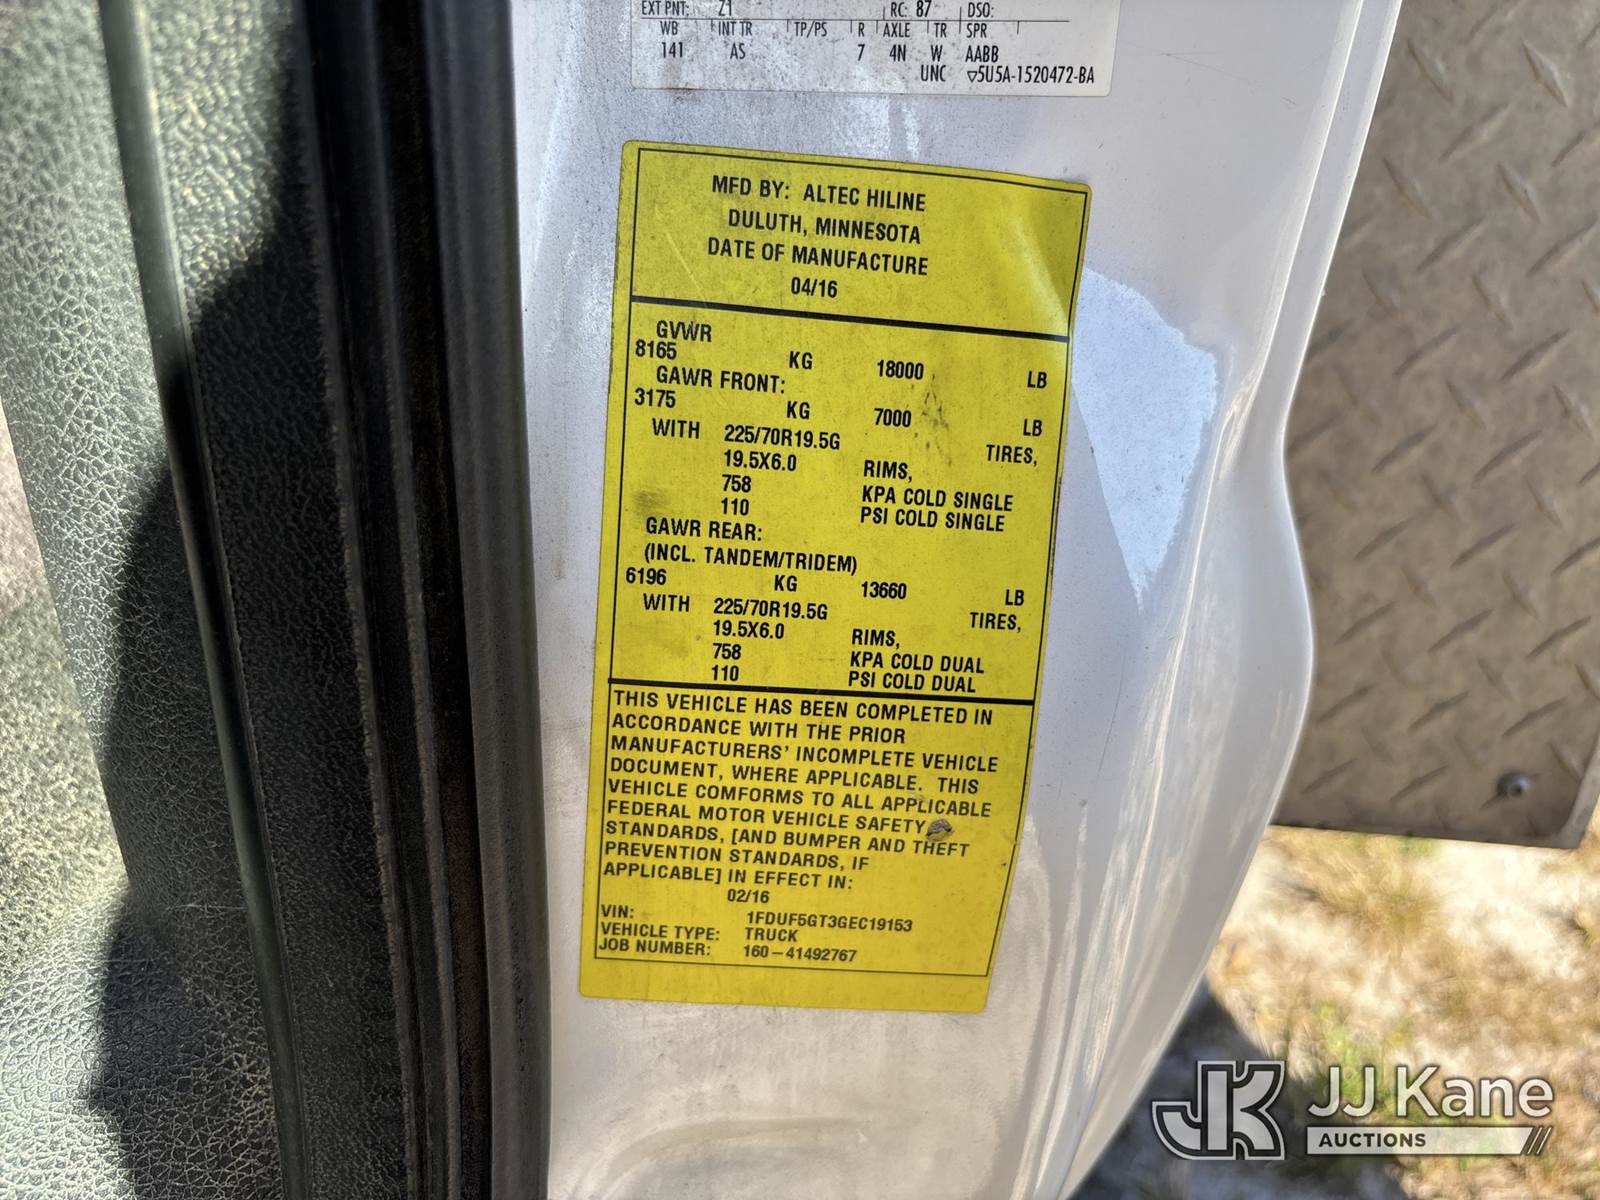 EXT PNT: Z1 RC: 87 DSO:
WB INT TR TP/PS R AXLE TR SPR
141 AS 7 4N W AABB
UNC ▽5U5A-1520472-BA
MFD BY: ALTEC HILINE
DULUTH, MINNESOTA
DATE OF MANUFACTURE
04/16
GVWR
8165 KG 18000 LB
GAWR FRONT:
3175 KG 7000 LB
WITH 225/70R19.5G TIRES,
19.5X6.0 RIMS,
758 KPA COLD SINGLE
110 PSI COLD SINGLE
GAWR REAR:
(INCL. TANDEM/TRIDEM)
6196 KG 13660 LB
WITH 225/70R19.5G TIRES,
19.5X6.0 RIMS,
758 KPA COLD DUAL
110 PSI COLD DUAL
THIS VEHICLE HAS BEEN COMPLETED IN
ACCORDANCE WITH THE PRIOR
MANUFACTURERS' INCOMPLETE VEHICLE
DOCUMENT, WHERE APPLICABLE. THIS
VEHICLE COMFORMS TO ALL APPLICABLE
FEDERAL MOTOR VEHICLE SAFETY
STANDARDS, [AND BUMPER AND THEFT
PREVENTION STANDARDS, IF
APPLICABLE] IN EFFECT IN:
02/16
VIN: 1FDUF5GT3GEC19153
VEHICLE TYPE: TRUCK
JOB NUMBER: 160-41492767
JK JJ Kane
AUCTIONS